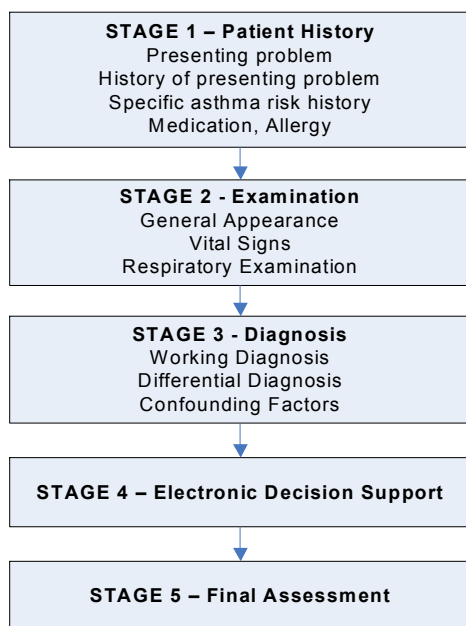 STAGE 1 – Patient History
Presenting problem
History of presenting problem
Specific asthma risk history
Medication, Allergy
STAGE 2 - Examination
General Appearance
Vital Signs
Respiratory Examination
STAGE 3 - Diagnosis
Working Diagnosis
Differential Diagnosis
Confounding Factors
STAGE 4 – Electronic Decision Support
STAGE 5 – Final Assessment